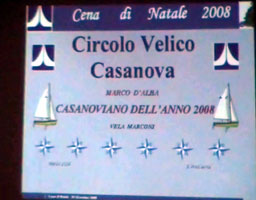 Cena di Natale 2008
Circolo Velico
Casanova
MARCO D'ALBA
CASANOVIANO DELL'ANNO 2008
VELA MARCONI